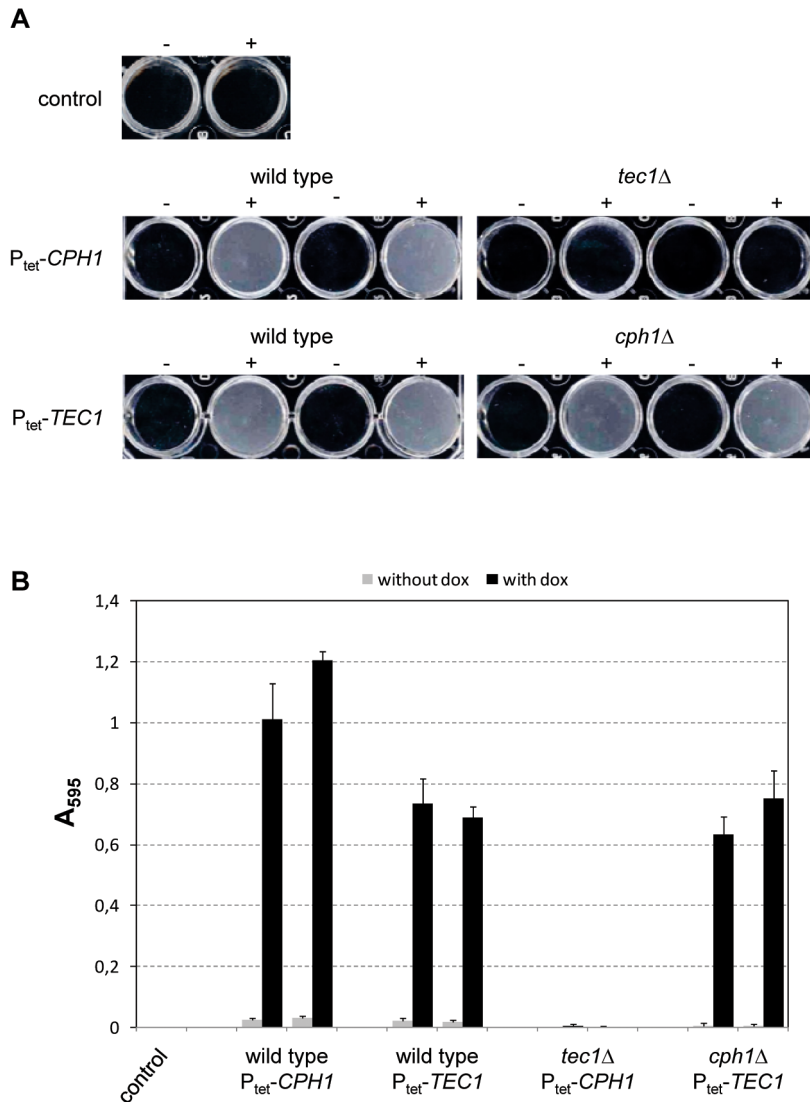 A
- +
control
wild type tec1Δ
- + - + - + - +
Ptet-CPH1
wild type cph1Δ
- + - + - + - +
Ptet-TEC1
B
without dox with dox
1,4
1,2
1
0,8
0,6
0,4
0,2
0
A595
control
wild type
Ptet-CPH1
wild type
Ptet-TEC1
tec1Δ
Ptet-CPH1
cph1Δ
Ptet-TEC1